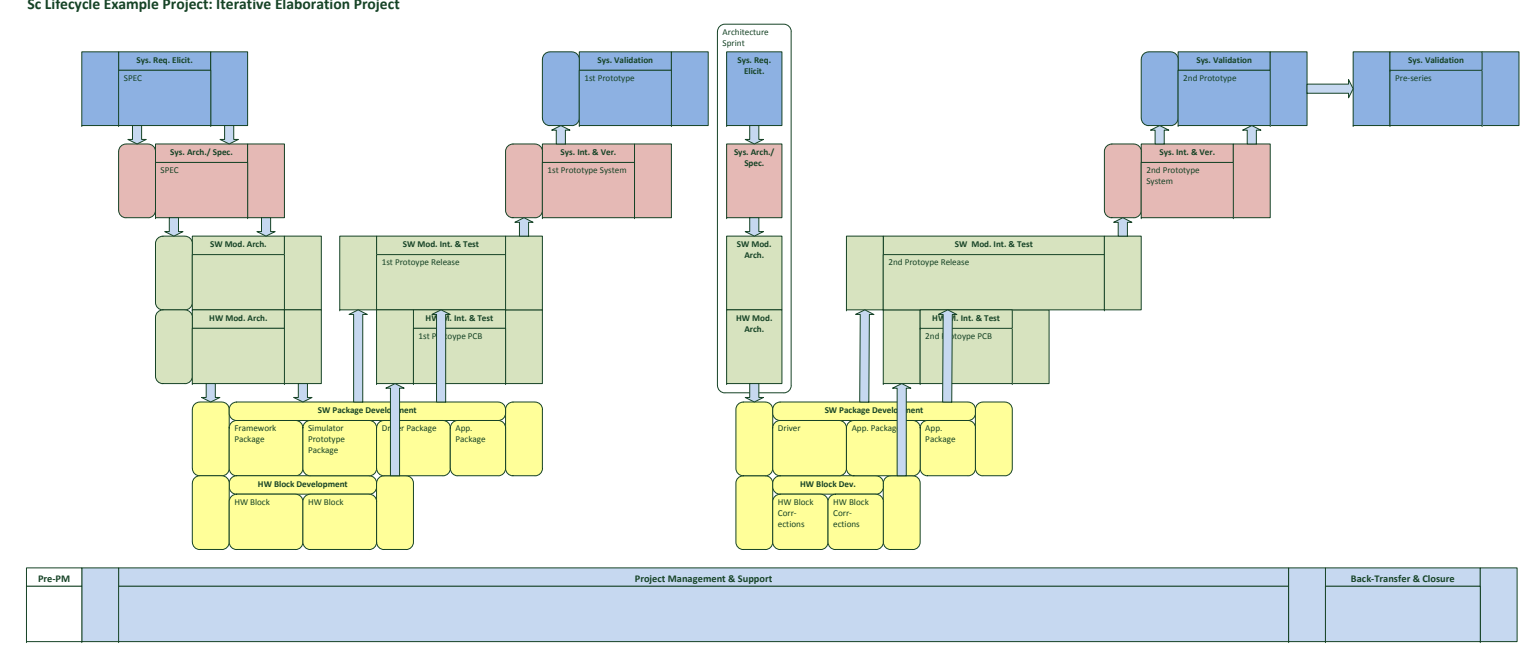 Sc Lifecycle Example Project: Iterative Elaboration Project
Architecture
Sprint
Sys. Req. Elicit.
SPEC
Sys. Validation
1st Prototype
Sys. Req.
Elicit.
Sys. Validation
2nd Prototype
Sys. Validation
Pre-series
Sys. Arch./ Spec.
SPEC
Sys. Int. & Ver.
1st Prototype System
Sys. Arch./
Spec.
Sys. Int. & Ver.
2nd Prototype
System
SW Mod. Arch.
SW Mod. Int. & Test
1st Protoype Release
SW Mod.
Arch.
SW Mod. Int. & Test
2nd Protoype Release
HW Mod. Arch.
Int. & Test
1st
PCB
HW Mod.
Arch.
Int. & Test
2nd
PCB
SW Package Development
Framework
Package
Simulator
Prototype
Package
Package
App.
Package
SW Package Development
Driver
App. Package
App.
Package
HW Block Development
HW Block
HW Block
HW Block Dev.
HW Block
Corr-
ections
HW Block
Corr-
ections
Pre-PM
Project Management & Support
Back-Transfer & Closure